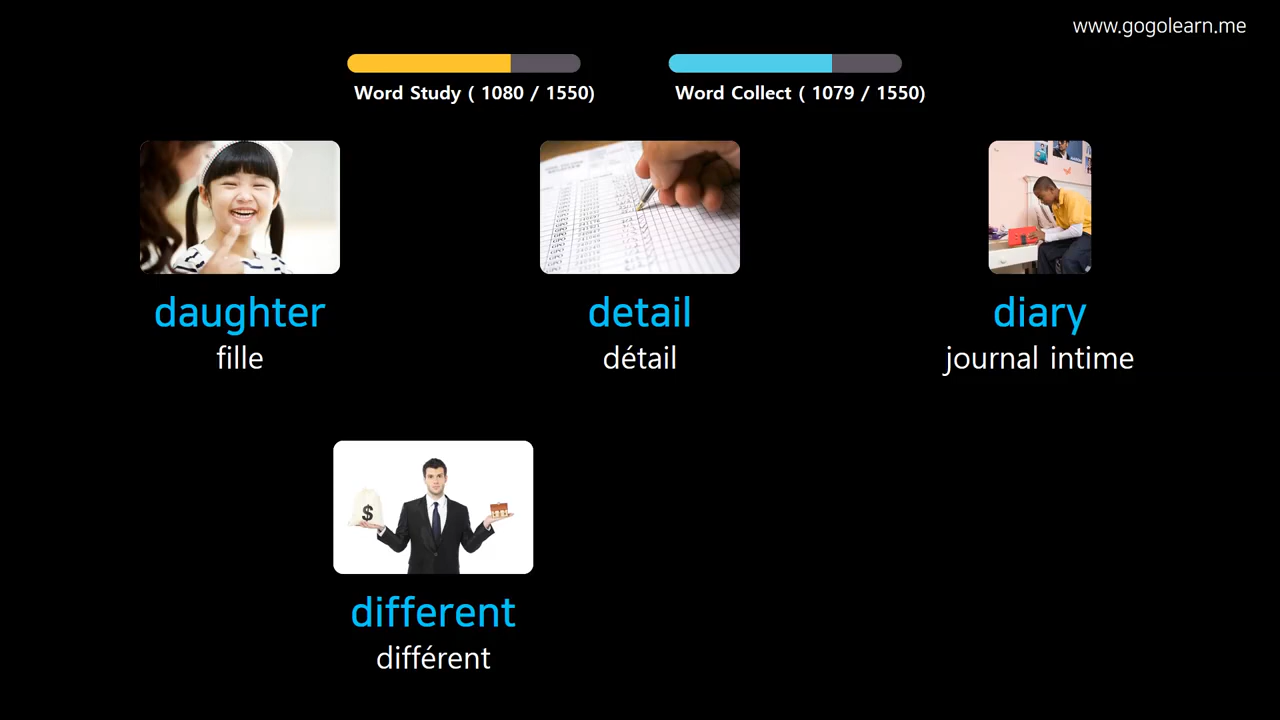 www.gogolearn.me
Word Study ( 1080 / 1550)
Word Collect ( 1079 / 1550)
daughter
fille
detail
détail
diary
journal intime
$
different
différent